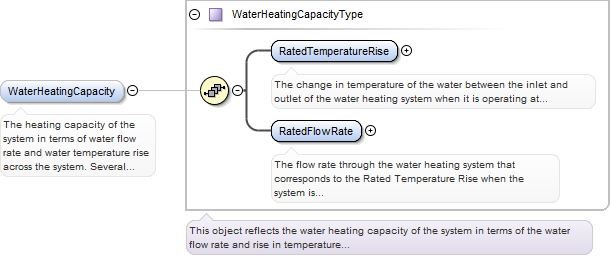 WaterHeatingCapacityType
RatedTemperatureRise
The change in temperature of the water between the inlet and
outlet of the water heating system when it is operating at...
WaterHeatingCapacity
The heating capacity of the
system in terms of water flow
rate and water temperature rise
across the system. Several...
RatedFlowRate
The flow rate through the water heating system that
corresponds to the Rated Temperature Rise when the
system is...
This object reflects the water heating capacity of the system in terms of the water
flow rate and rise in temperature...